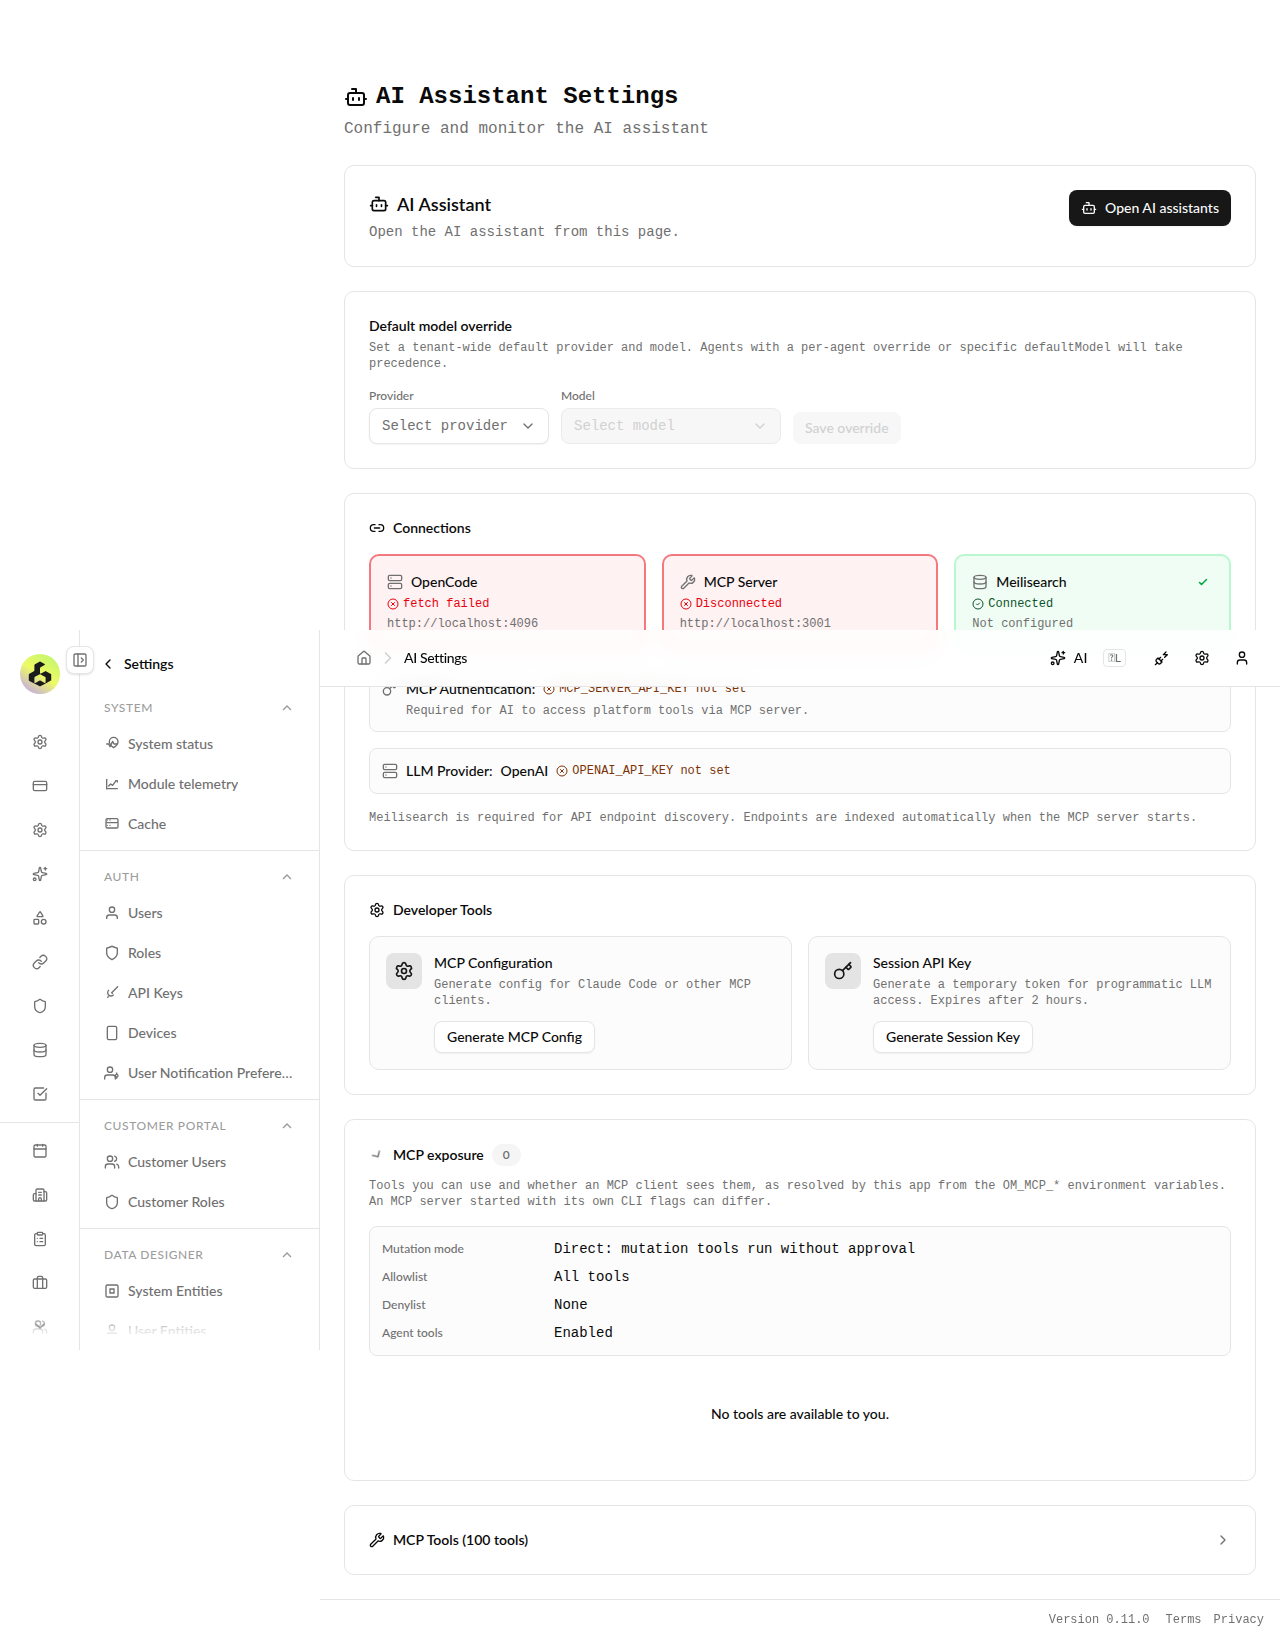 AI Assistant Settings
Configure and monitor the AI assistant
AI Assistant
Open the AI assistant from this page.
Open AI assistants
Default model override
Set a tenant-wide default provider and model. Agents with a per-agent override or specific defaultModel will take
precedence.
Provider
Model
Select provider
Select model
Save override
Connections
OpenCode
fetch failed
http://localhost:4096
MCP Server
Disconnected
http://localhost:3001
Meilisearch
Connected
Not configured
Settings
AI Settings
AI
MCP Authentication: MCP_SERVER_API_KEY not set
Required for AI to access platform tools via MCP server.
LLM Provider: OpenAI OPENAI_API_KEY not set
Meilisearch is required for API endpoint discovery. Endpoints are indexed automatically when the MCP server starts.
SYSTEM
System status
Module telemetry
Cache
AUTH
Users
Roles
API Keys
Devices
User Notification Prefere...
CUSTOMER PORTAL
Customer Users
Customer Roles
DATA DESIGNER
System Entities
User Entities
Developer Tools
MCP Configuration
Generate config for Claude Code or other MCP
clients.
Generate MCP Config
Session API Key
Generate a temporary token for programmatic LLM
access. Expires after 2 hours.
Generate Session Key
MCP exposure 0
Tools you can use and whether an MCP client sees them, as resolved by this app from the OM_MCP_* environment variables.
An MCP server started with its own CLI flags can differ.
Mutation mode Direct: mutation tools run without approval
Allowlist All tools
Denylist None
Agent tools Enabled
No tools are available to you.
MCP Tools (100 tools)
Version 0.11.0 Terms Privacy